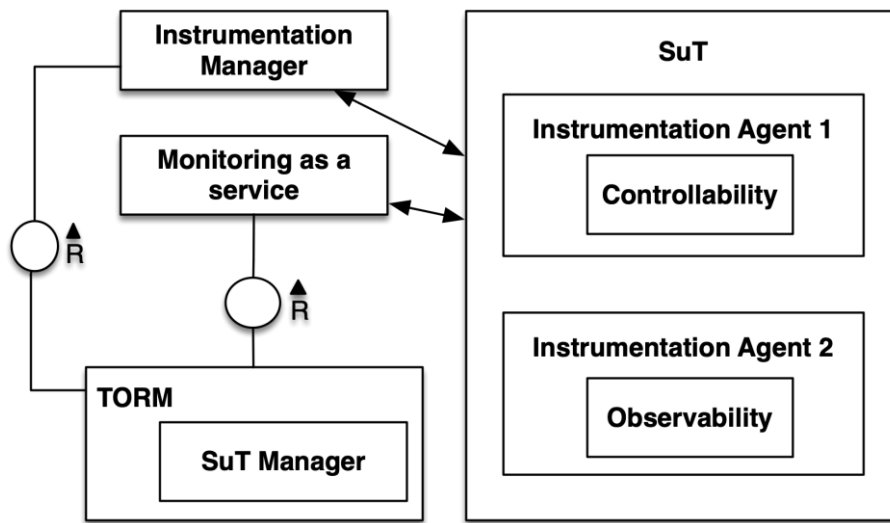 Instrumentation
Manager
Monitoring as a
service
R
R
TORM
SuT Manager
SuT
Instrumentation Agent 1
Controllability
Instrumentation Agent 2
Observability